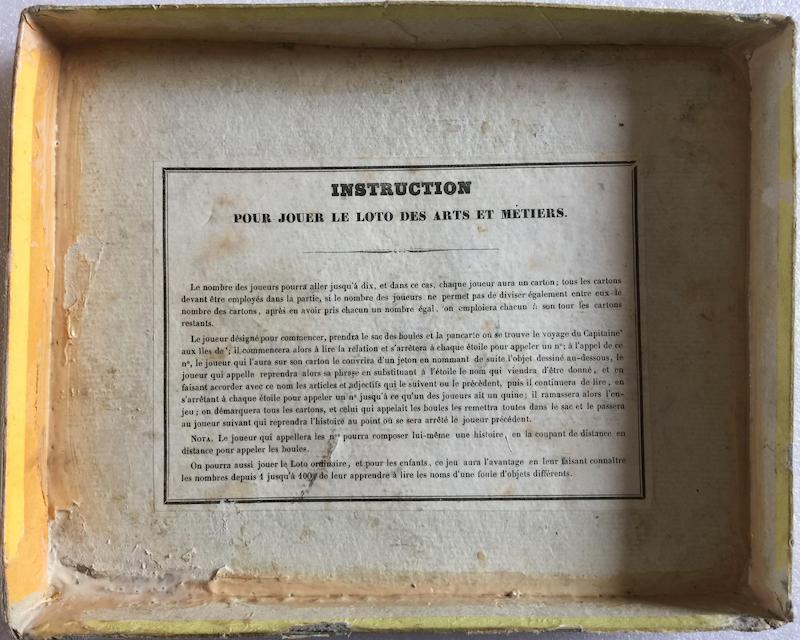 INSTRUCTION
POUR JOUER LE LOTO DES ARTS ET MÉTIERS.
Le nombre des joueurs pourra aller jusqu'à dix, et dans ce cas, chaque joueur aura un carton; tous les cartons
devant être employés dans la partie, si le nombre des joueurs ne permet pas de diviser également entre eux le
nombre des cartons, après en avoir pris chacun un nombre égal, on emploiera chacun à son tour les cartons
restants.
Le joueur désigné pour commencer, prendra le sac des boules et la pancarte où se trouve le voyage du Capitaine*
aux îles de*; il commencera alors à lire la relation et s'arrêtera à chaque étoile pour appeler un n°; à l'appel de ce
n°, le joueur qui l'aura sur son carton le couvrira d'un jeton en nommant de suite l'objet dessiné au-dessous, le
joueur qui appelle reprendra alors sa phrase en substituant à l'étoile le nom qui viendra d'être donné, et en
faisant accorder avec ce nom les articles et adjectifs qui le suivent ou le précèdent, puis il continuera de lire, en
s'arrêtant à chaque étoile pour appeler un n° jusqu'à ce qu'un des joueurs ait un quine; il ramassera alors l'en-
jeu; on démarquera tous les cartons, et celui qui appelait les boules les remettra toutes dans le sac et le passera
au joueur suivant qui reprendra l'histoire au point où se sera arrêté le joueur précédent.
NOTA. Le joueur qui appellera les nos pourra composer lui-même une histoire, en la coupant de distance en
distance pour appeler les boules.
On pourra aussi jouer le Loto ordinaire, et pour les enfants, ce jeu aura l'avantage en leur faisant connaître
les nombres depuis 1 jusqu'à 100, de leur apprendre à lire les noms d'une foule d'objets différents.